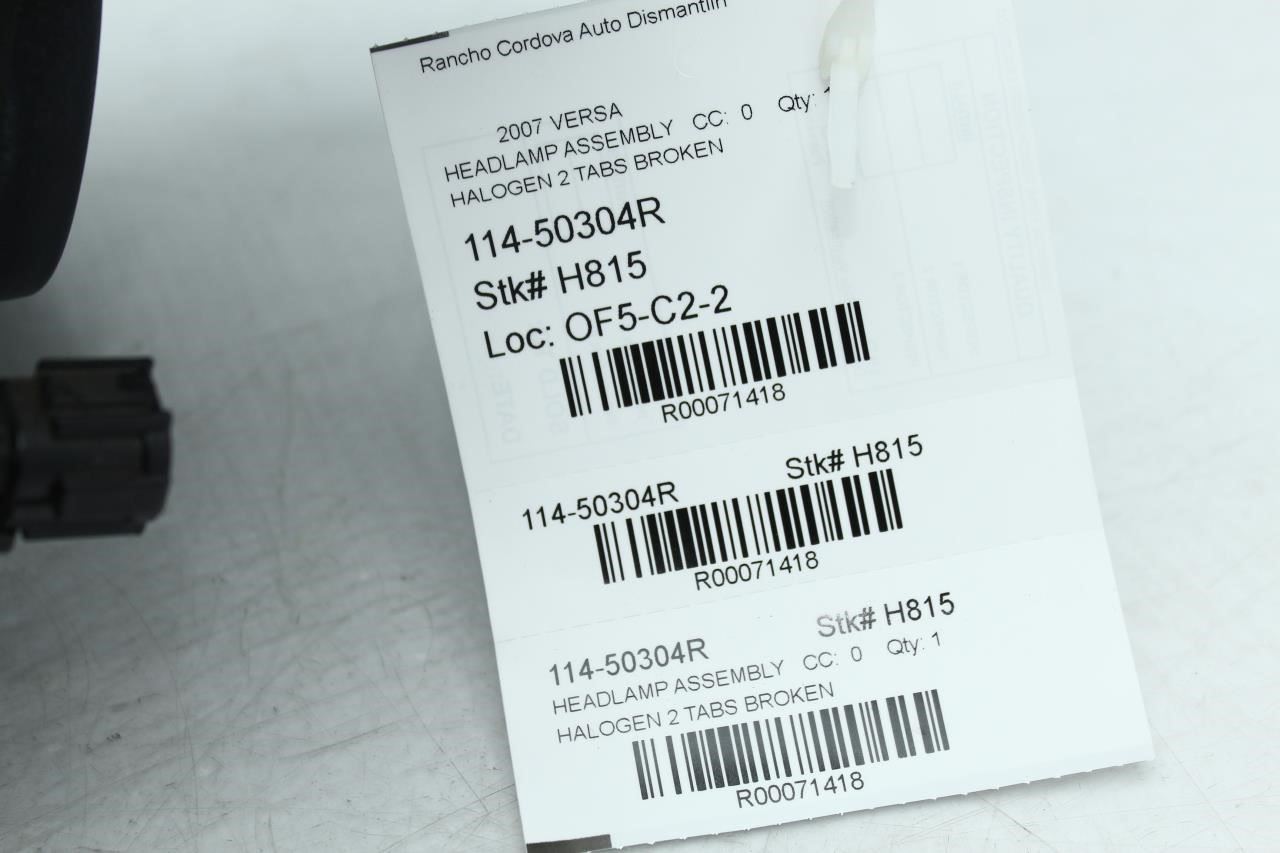 Rancho Cordova Auto Dismantlin
2007 VERSA
HEADLAMP ASSEMBLY CC: 0 Qty:
HALOGEN 2 TABS BROKEN
114-50304R
Stk# H815
Loc: OF5-C2-2
R00071418
Stk# H815
114-50304R
R00071418
114-50304R Stk# H815
HEADLAMP ASSEMBLY CC: 0 Qty: 1
HALOGEN 2 TABS BROKEN
R00071418